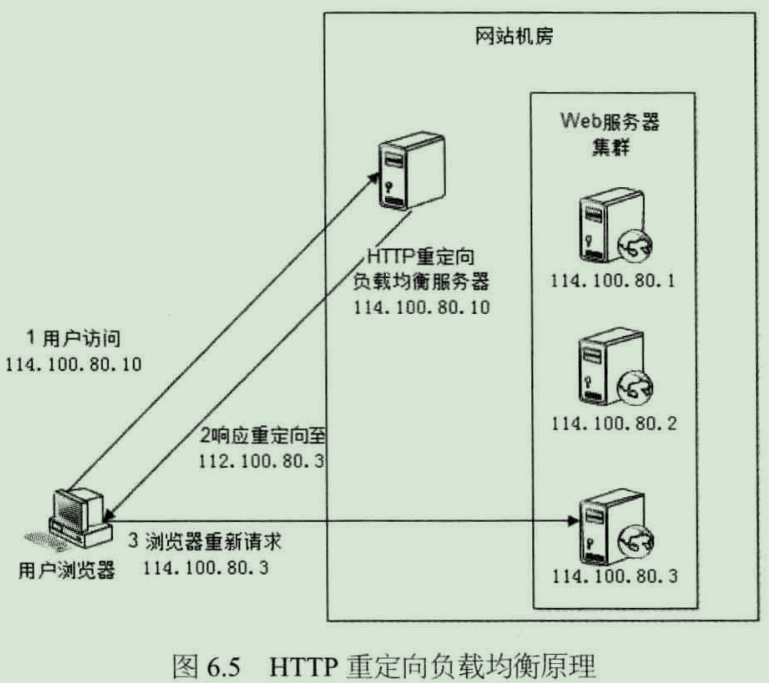 网站机房
Web服务器
集群
114.100.80.1
HTTP重定向
负载均衡服务器
114.100.80.10
1 用户访问
114.100.80.10
114.100.80.2
2响应重定向至
112.100.80.3
3 浏览器重新请求
114.100.80.3
用户浏览器
114.100.80.3
图 6.5 HTTP 重定向负载均衡原理